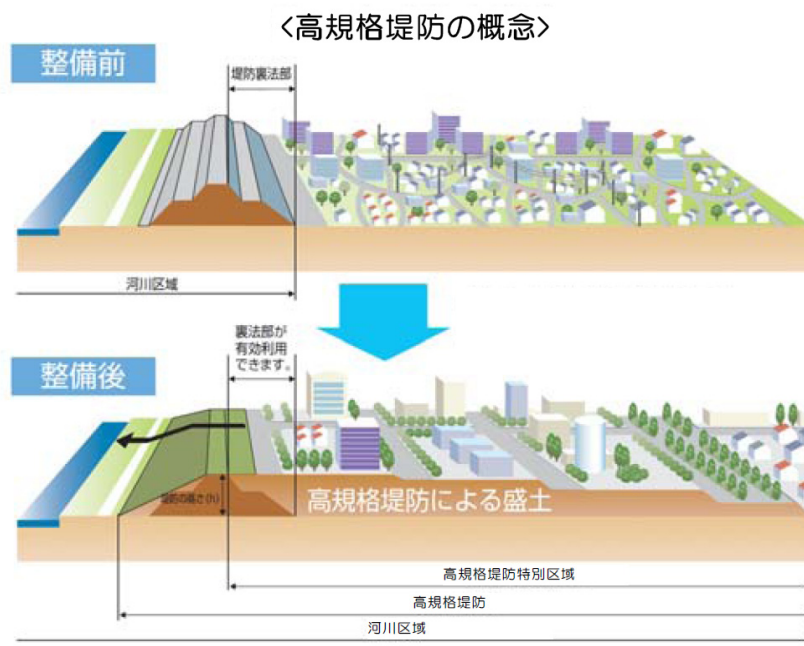 <高規格堤防の概念>
整備前
堤防裏法部
河川区域
裏法部が
有効利用
できます。
整備後
堤防の高さ(h)
高規格堤防による盛土
高規格堤防特別区域
高規格堤防
河川区域